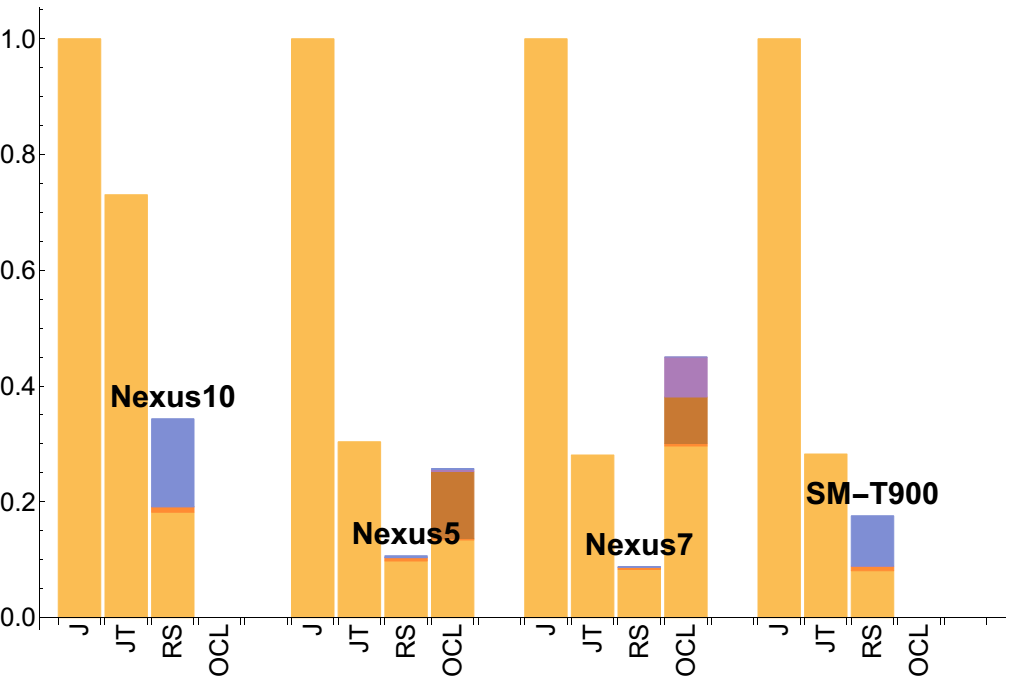 1.0
0.8
0.6
0.4
0.2
0.0
Nexus10
Nexus5
Nexus7
SM–T900
J
JT
RS
OCL
J
JT
RS
OCL
J
JT
RS
OCL
J
JT
RS
OCL